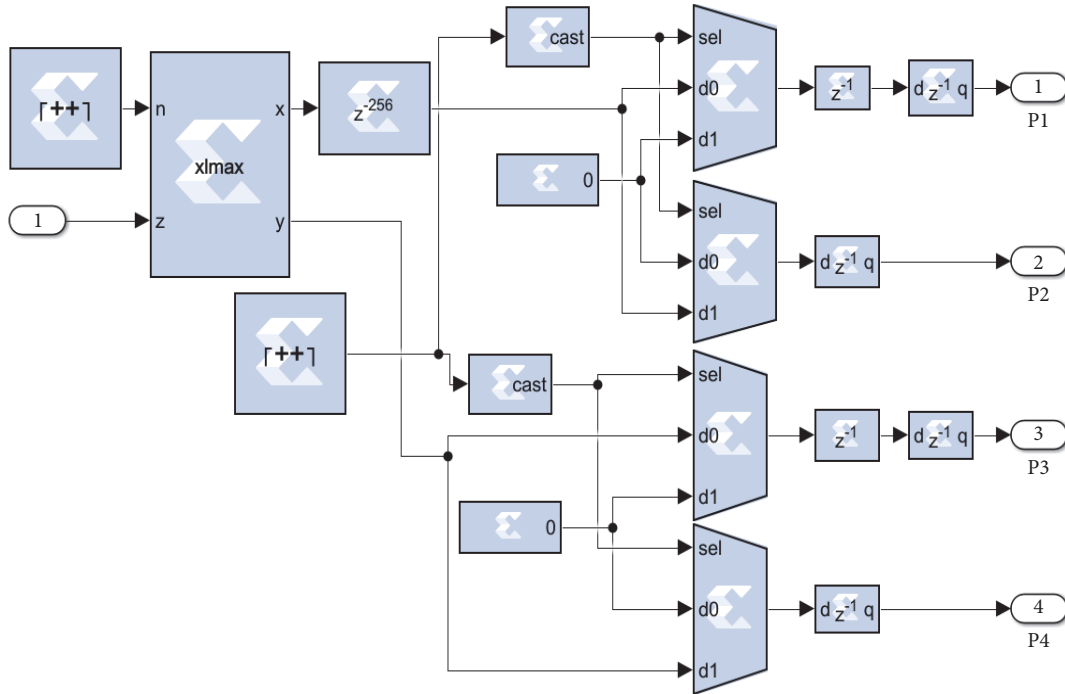 cast
sel
d0
d1
z⁻¹
d z⁻¹ q
1
P1
⌈++⌉
n
x
z⁻²⁵⁶
xlmax
0
1
z
y
sel
d0
d1
d z⁻¹ q
2
P2
⌈++⌉
cast
sel
d0
d1
z⁻¹
d z⁻¹ q
3
P3
0
sel
d0
d1
d z⁻¹ q
4
P4